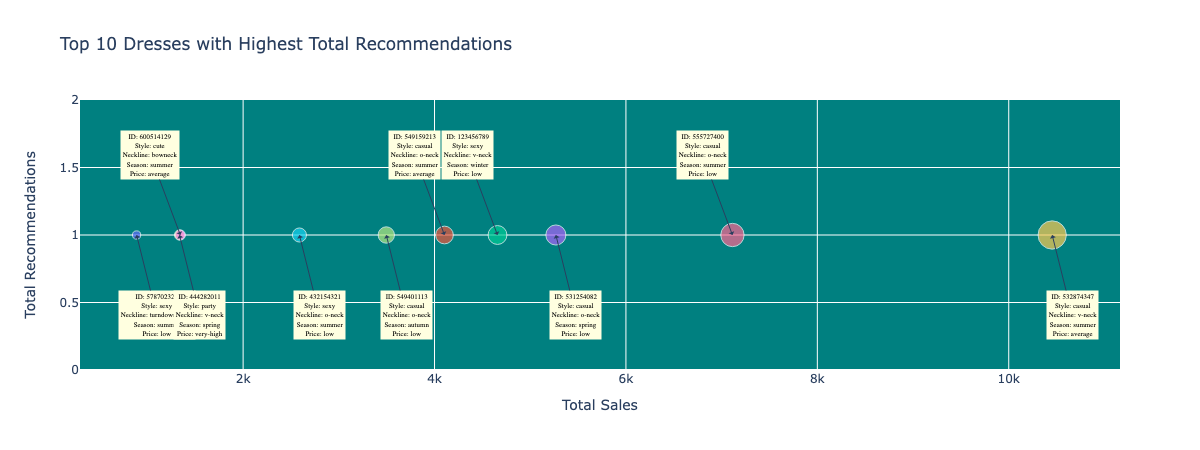 Top 10 Dresses with Highest Total Recommendations
Total Recommendations
2
1.5
1
0.5
0
ID: 600514129
Style: cute
Neckline: bowneck
Season: summer
Price: average
ID: 549159213
Style: casual
Neckline: o-neck
Season: summer
Price: average
ID: 123456789
Style: sexy
Neckline: v-neck
Season: winter
Price: low
ID: 555727400
Style: casual
Neckline: o-neck
Season: summer
Price: low
ID: 57870232
Style: sexy
Neckline:
Season:
Price: low
ID: 444282011
Style: party
Neckline: v-neck
Season: spring
Price: very-high
ID: 432154321
Style: sexy
Neckline: o-neck
Season: summer
Price: low
ID: 549401113
Style: casual
Neckline: o-neck
Season: autumn
Price: low
ID: 531254082
Style: casual
Neckline: o-neck
Season: spring
Price: low
ID: 532874347
Style: casual
Neckline: v-neck
Season: summer
Price: average
2k
4k
6k
8k
10k
Total Sales